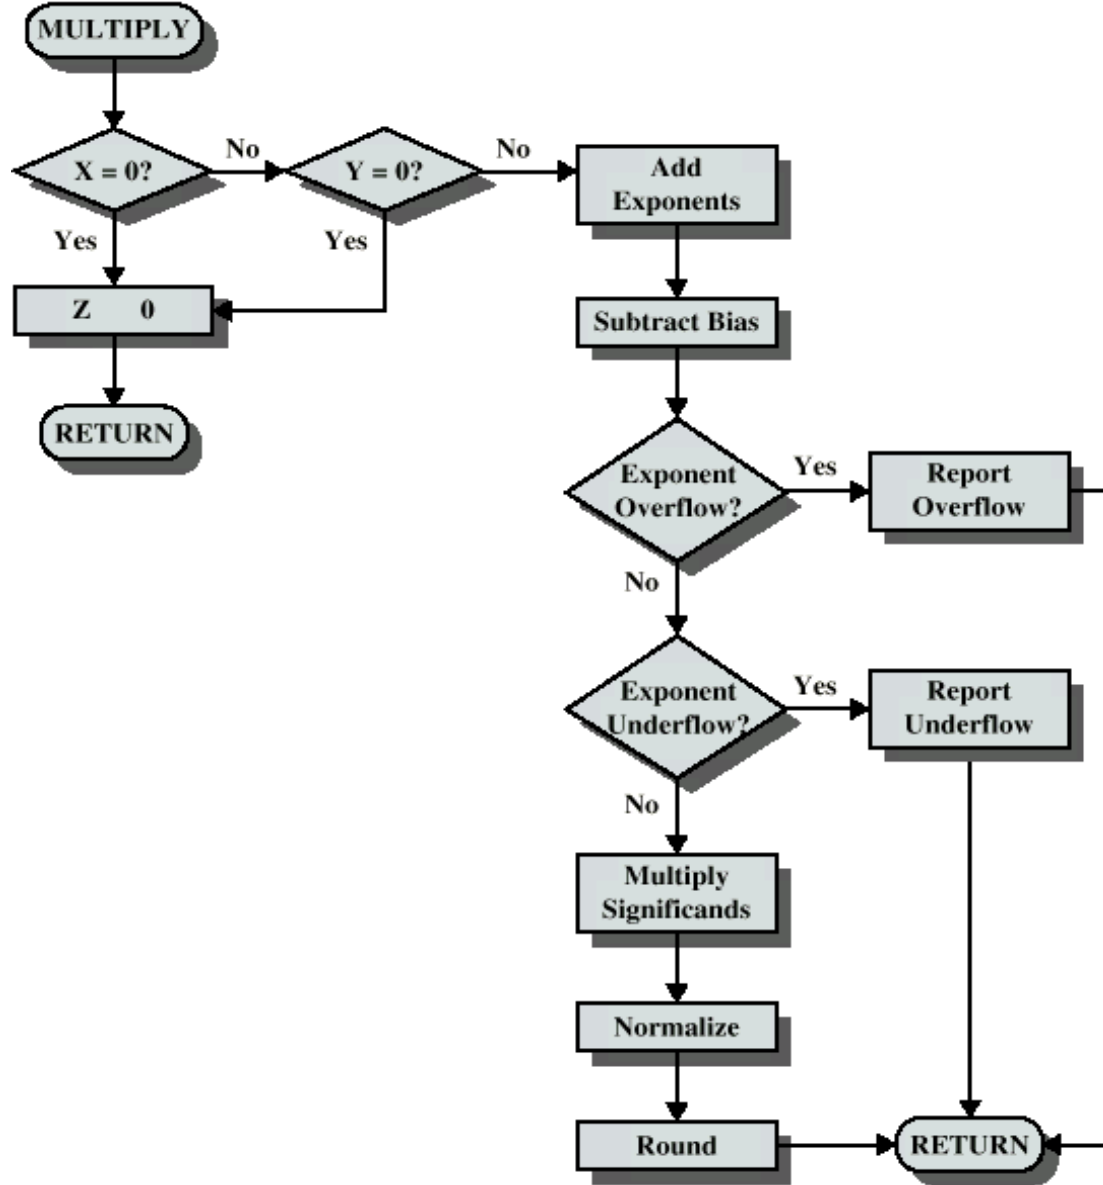 MULTIPLY
X = 0?
No
Y = 0?
No
Add
Exponents
Yes
Yes
Z 0
RETURN
Subtract Bias
Exponent
Overflow?
Yes
Report
Overflow
No
Exponent
Underflow?
Yes
Report
Underflow
No
Multiply
Significands
Normalize
Round
RETURN